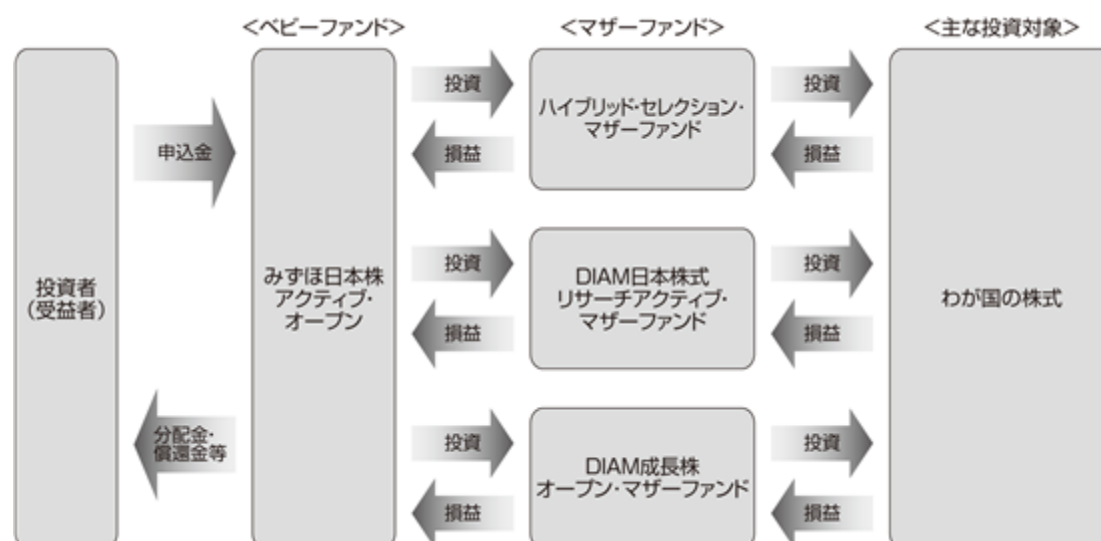 <ベビーファンド>
<マザーファンド>
<主な投資対象>
投資者
（受益者）
申込金
分配金・
償還金等
みずほ日本株
アクティブ・
オープン
投資
損益
ハイブリッド・セレクション・
マザーファンド
投資
損益
投資
損益
DIAM日本株式
リサーチアクティブ・
マザーファンド
投資
損益
投資
損益
DIAM成長株
オープン・マザーファンド
投資
損益
わが国の株式